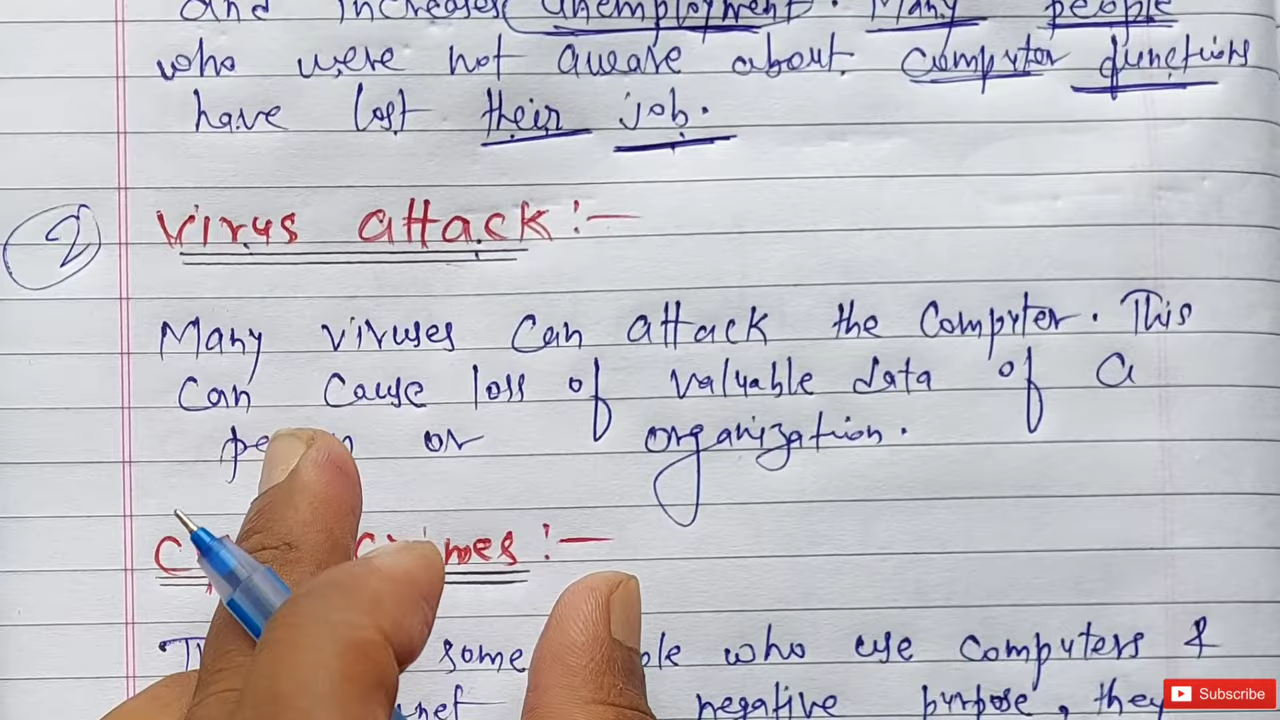 and increases unemployment. Many people
who were not aware about computer functions
have lost their job.
2 Virus attack :-
Many viruses can attack the computer. This
can cause loss of valuable data of a
or organization.
:-
some who use computers &
negative purpose, they
Subscribe